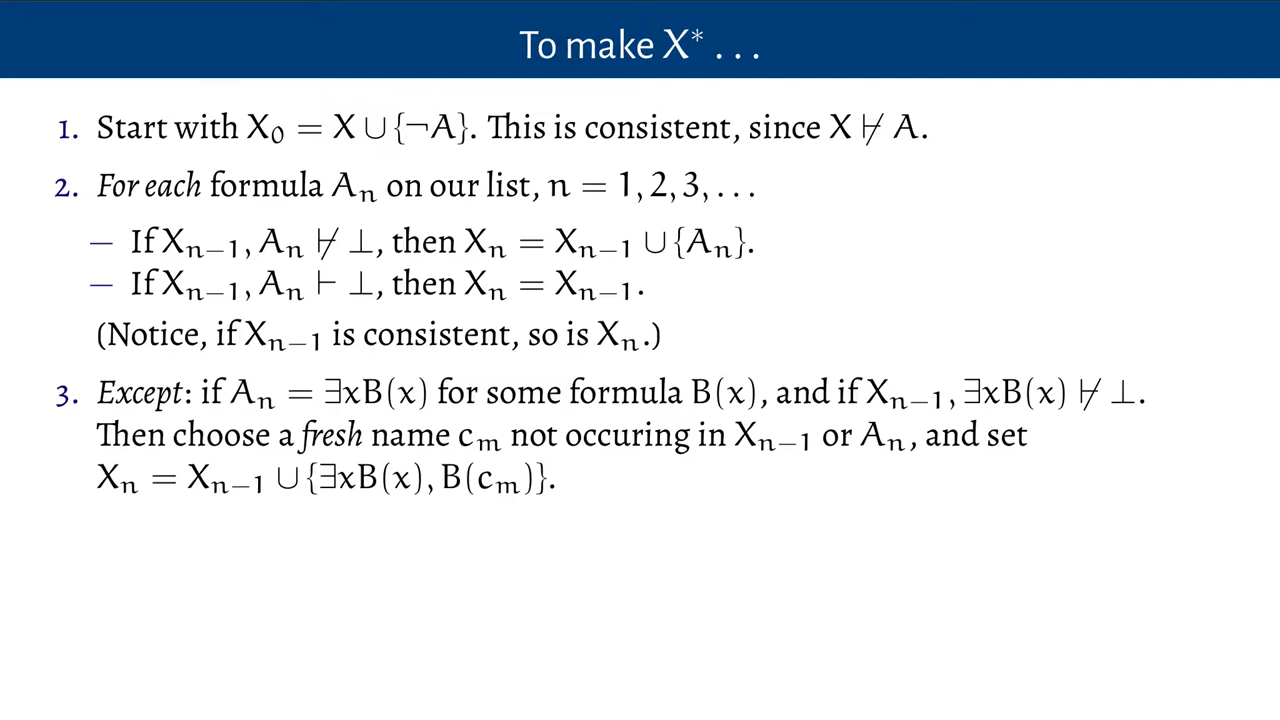 To make X* . . .
1. Start with X₀ = X ∪ {¬A}. This is consistent, since X ⊬ A.
2. For each formula Aₙ on our list, n = 1, 2, 3, . . .
– If Xₙ₋₁, Aₙ ⊬ ⊥, then Xₙ = Xₙ₋₁ ∪ {Aₙ}.
– If Xₙ₋₁, Aₙ ⊢ ⊥, then Xₙ = Xₙ₋₁.
(Notice, if Xₙ₋₁ is consistent, so is Xₙ.)
3. Except: if Aₙ = ∃xB(x) for some formula B(x), and if Xₙ₋₁, ∃xB(x) ⊬ ⊥.
Then choose a fresh name cₘ not occuring in Xₙ₋₁ or Aₙ, and set
Xₙ = Xₙ₋₁ ∪ {∃xB(x), B(cₘ)}.